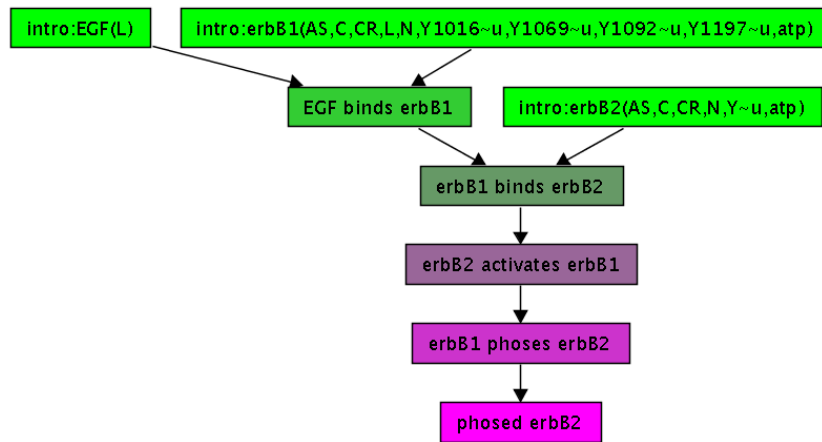 intro:EGF(L)
intro:erbB1(AS,C,CR,L,N,Y1016~u,Y1069~u,Y1092~u,Y1197~u,atp)
EGF binds erbB1
intro:erbB2(AS,C,CR,N,Y~u,atp)
erbB1 binds erbB2
erbB2 activates erbB1
erbB1 phoses erbB2
phosed erbB2